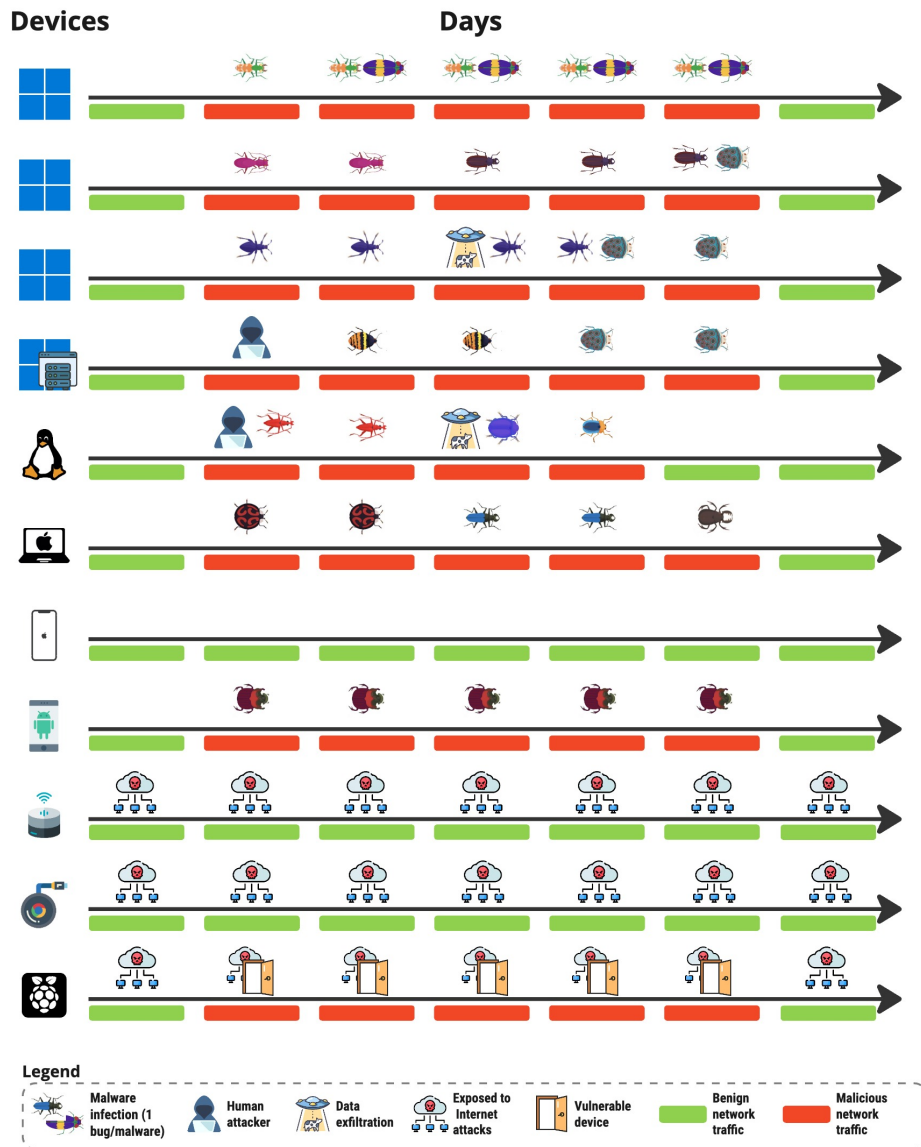 Devices
Days
Legend
Malware
infection (1
bug/malware)
Human
attacker
Data
exfiltration
Exposed to
Internet
attacks
Vulnerable
device
Benign
network
traffic
Malicious
network
traffic